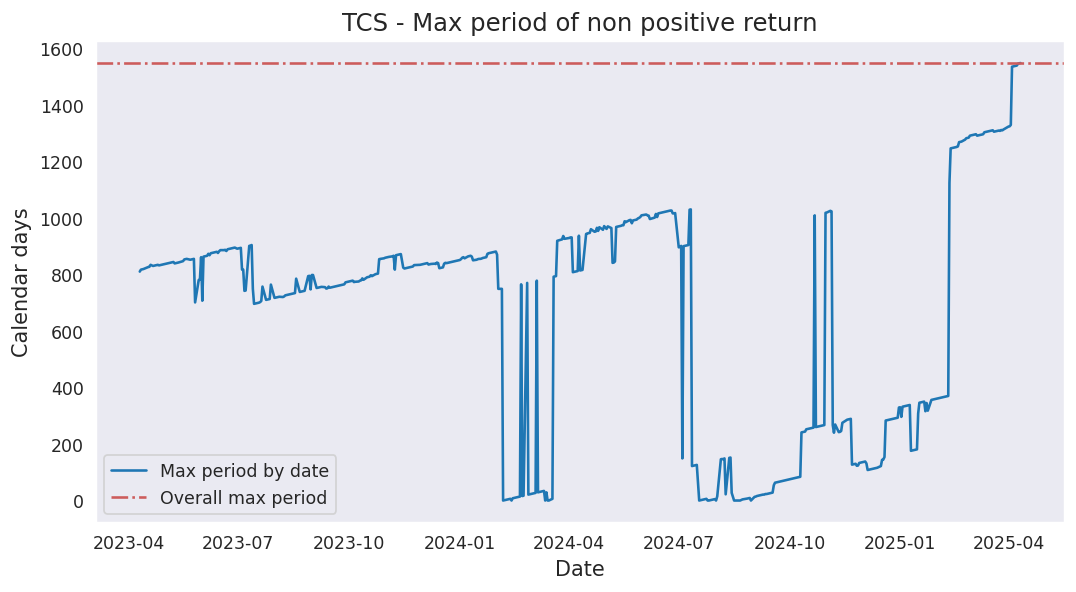 TCS - Max period of non positive return
1600
1400
1200
1000
800
600
400
200
0
Calendar days
Max period by date
Overall max period
2023-04 2023-07 2023-10 2024-01 2024-04 2024-07 2024-10 2025-01 2025-04
Date